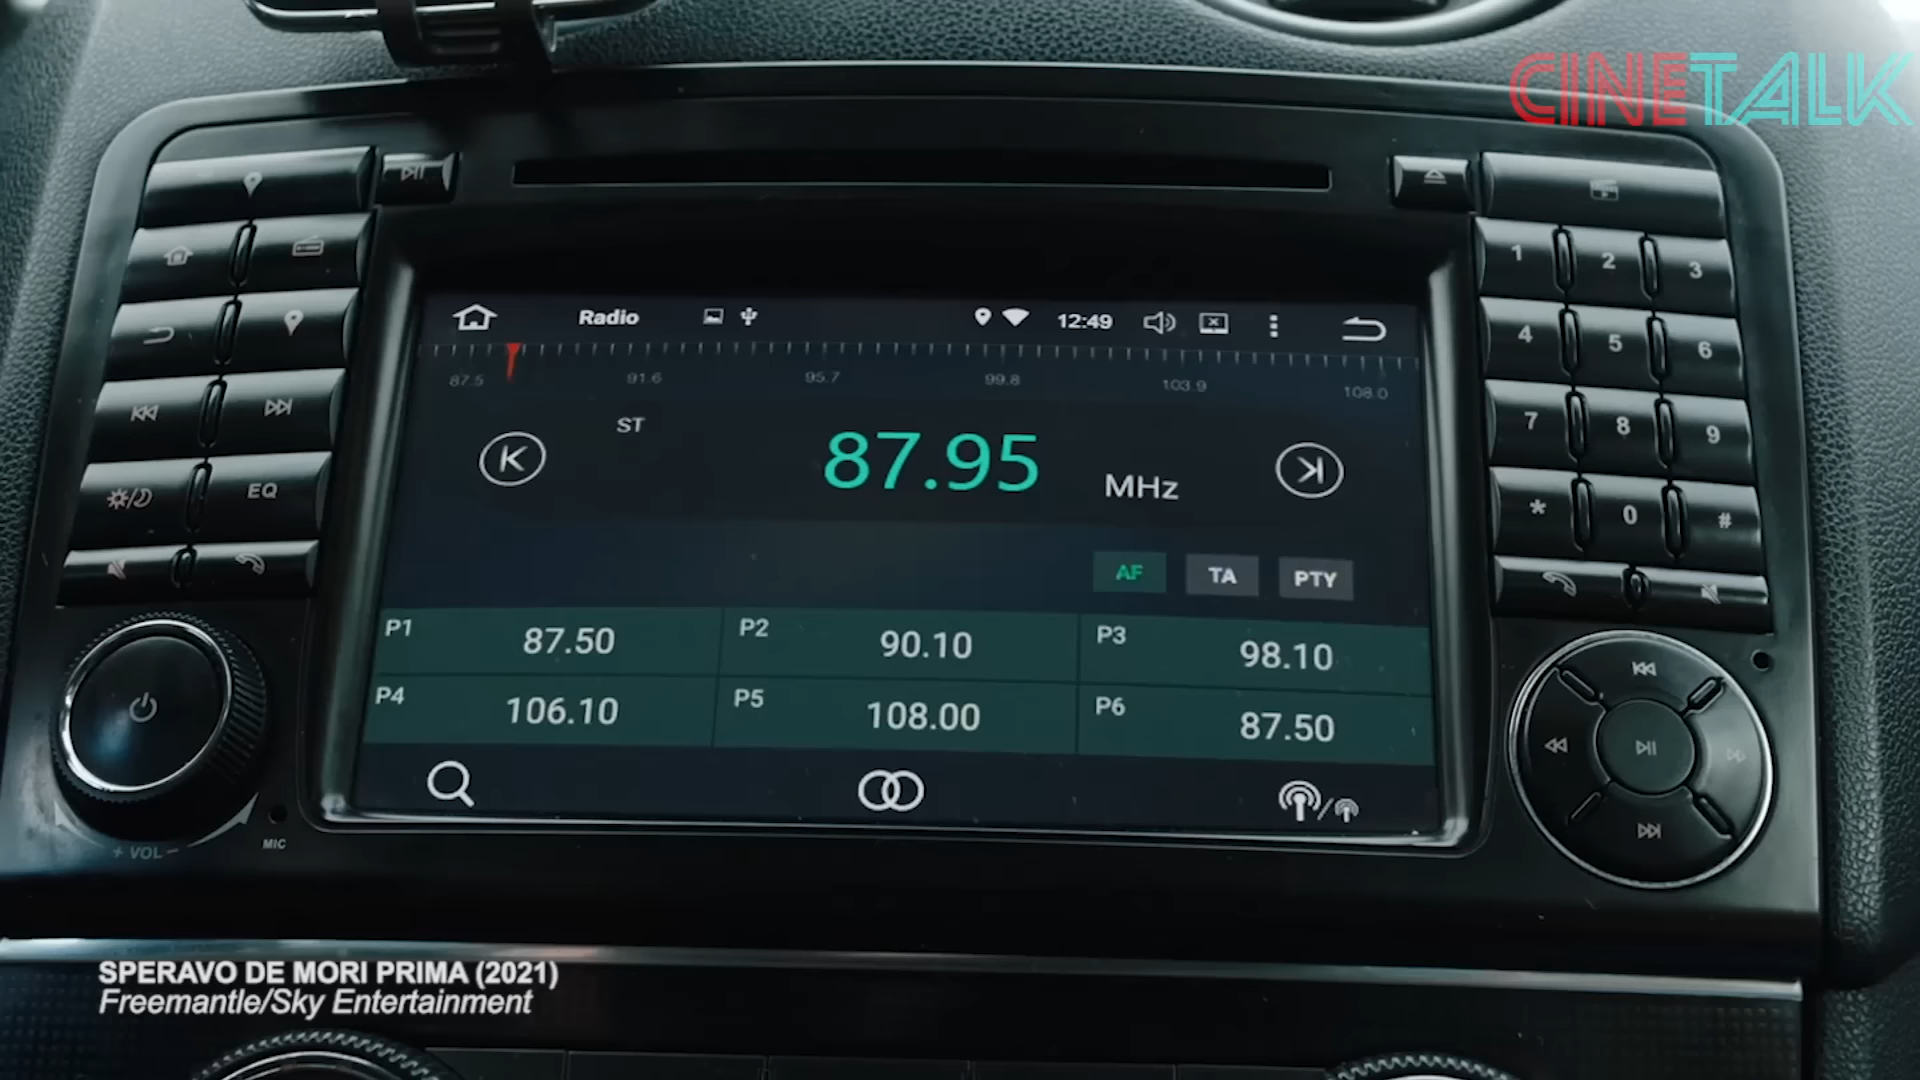 CINETALK
1 2 3
4 5 6
7 8 9
* 0 #
EQ
+ VOL -
MIC
Radio
12:49
87.5 91.6 95.7 99.8 103.9 108.0
ST
87.95 MHz
AF TA PTY
P1 87.50 P2 90.10 P3 98.10
P4 106.10 P5 108.00 P6 87.50
SPERAVO DE MORI PRIMA (2021)
Freemantle/Sky Entertainment